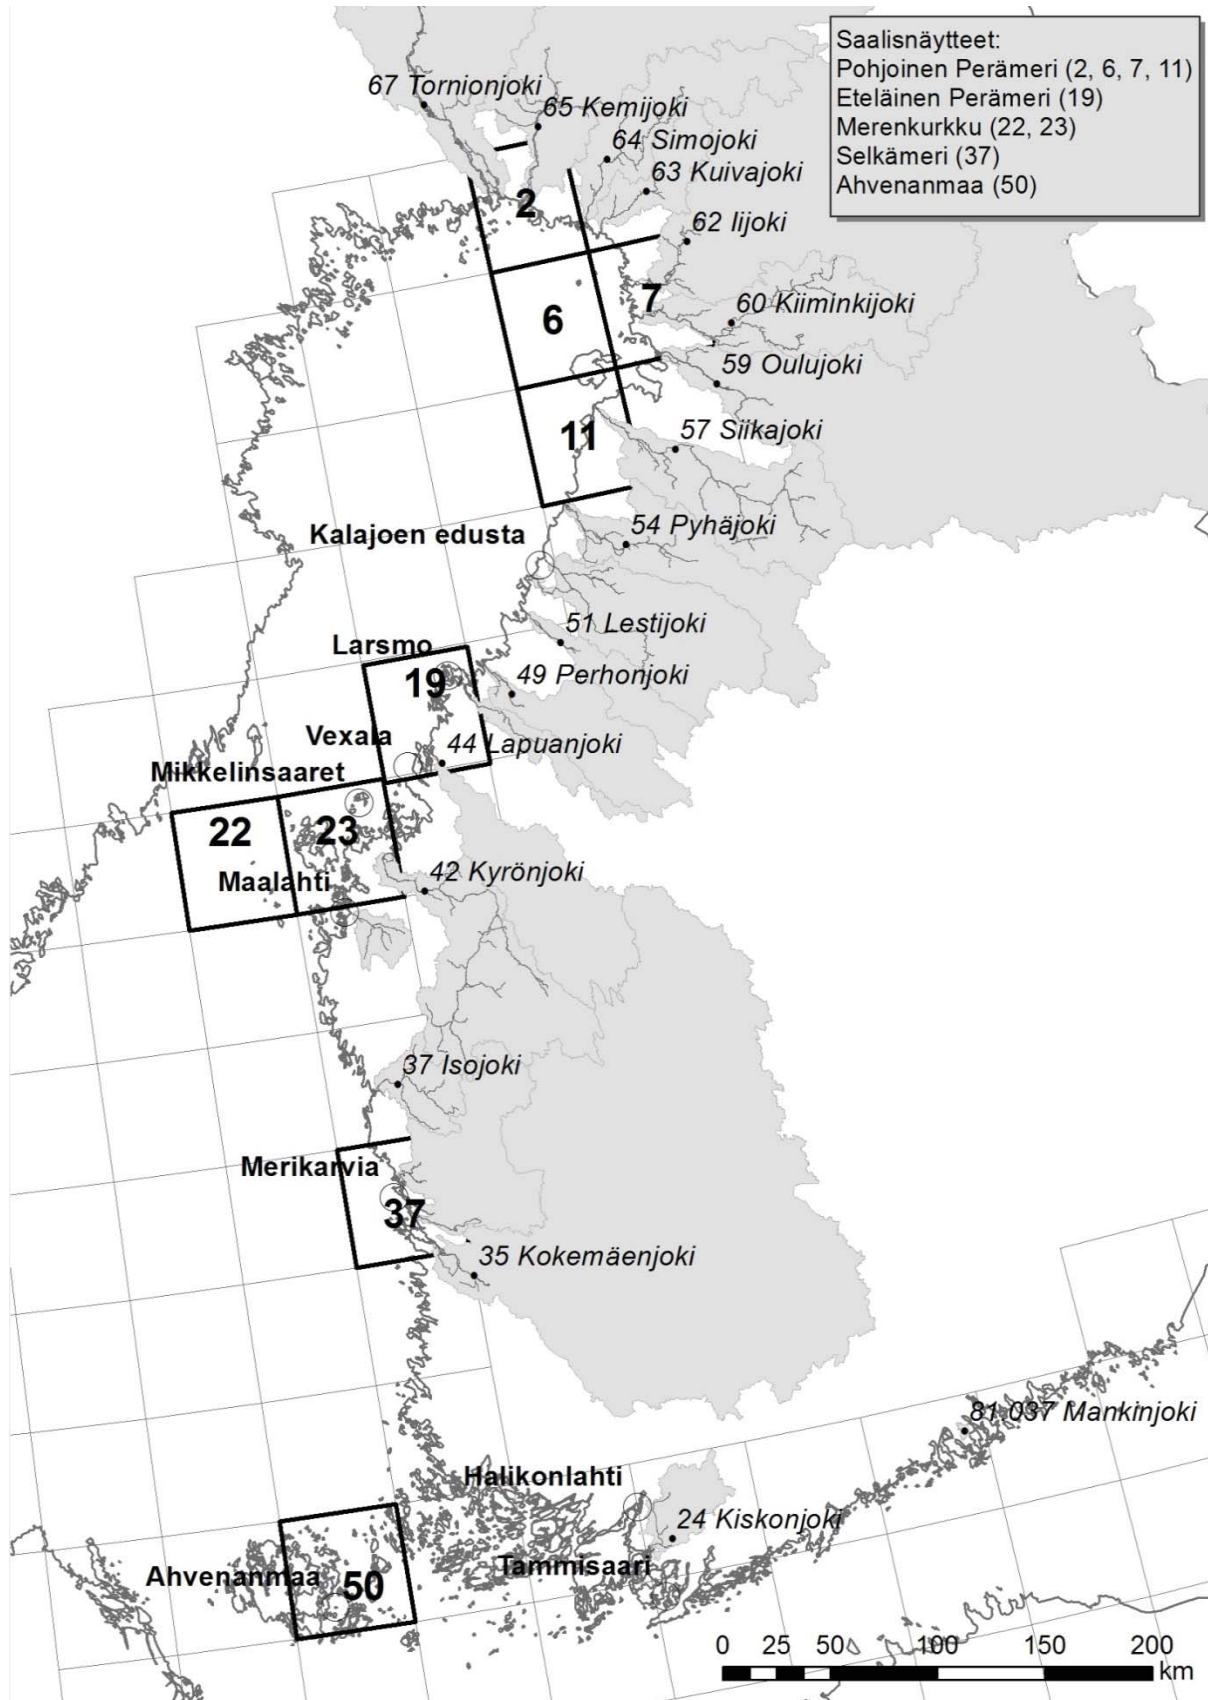 Saalisnäytteet:
Pohjoinen Perämeri (2, 6, 7, 11)
Eteläinen Perämeri (19)
Merenkurkku (22, 23)
Selkämeri (37)
Ahvenanmaa (50)
67 Tornionjoki
65 Kemijoki
64 Simojoki
63 Kuivajoki
2
62 Iijoki
7
6
60 Kiiminkijoki
59 Oulujoki
11
57 Siikajoki
Kalajoen edusta
54 Pyhäjoki
51 Lestijoki
Larsmo
19
49 Perhonjoki
Vexala
44 Lapuanjoki
Mikkelinsaaret
22
23
Maalahti
42 Kyrönjoki
37 Isojoki
Merikarvia
37
35 Kokemäenjoki
81.037 Mankinjoki
Halikonlahti
24 Kiskonjoki
Tammisaari
Ahvenanmaa
50
0 25 50 100 150 200
km